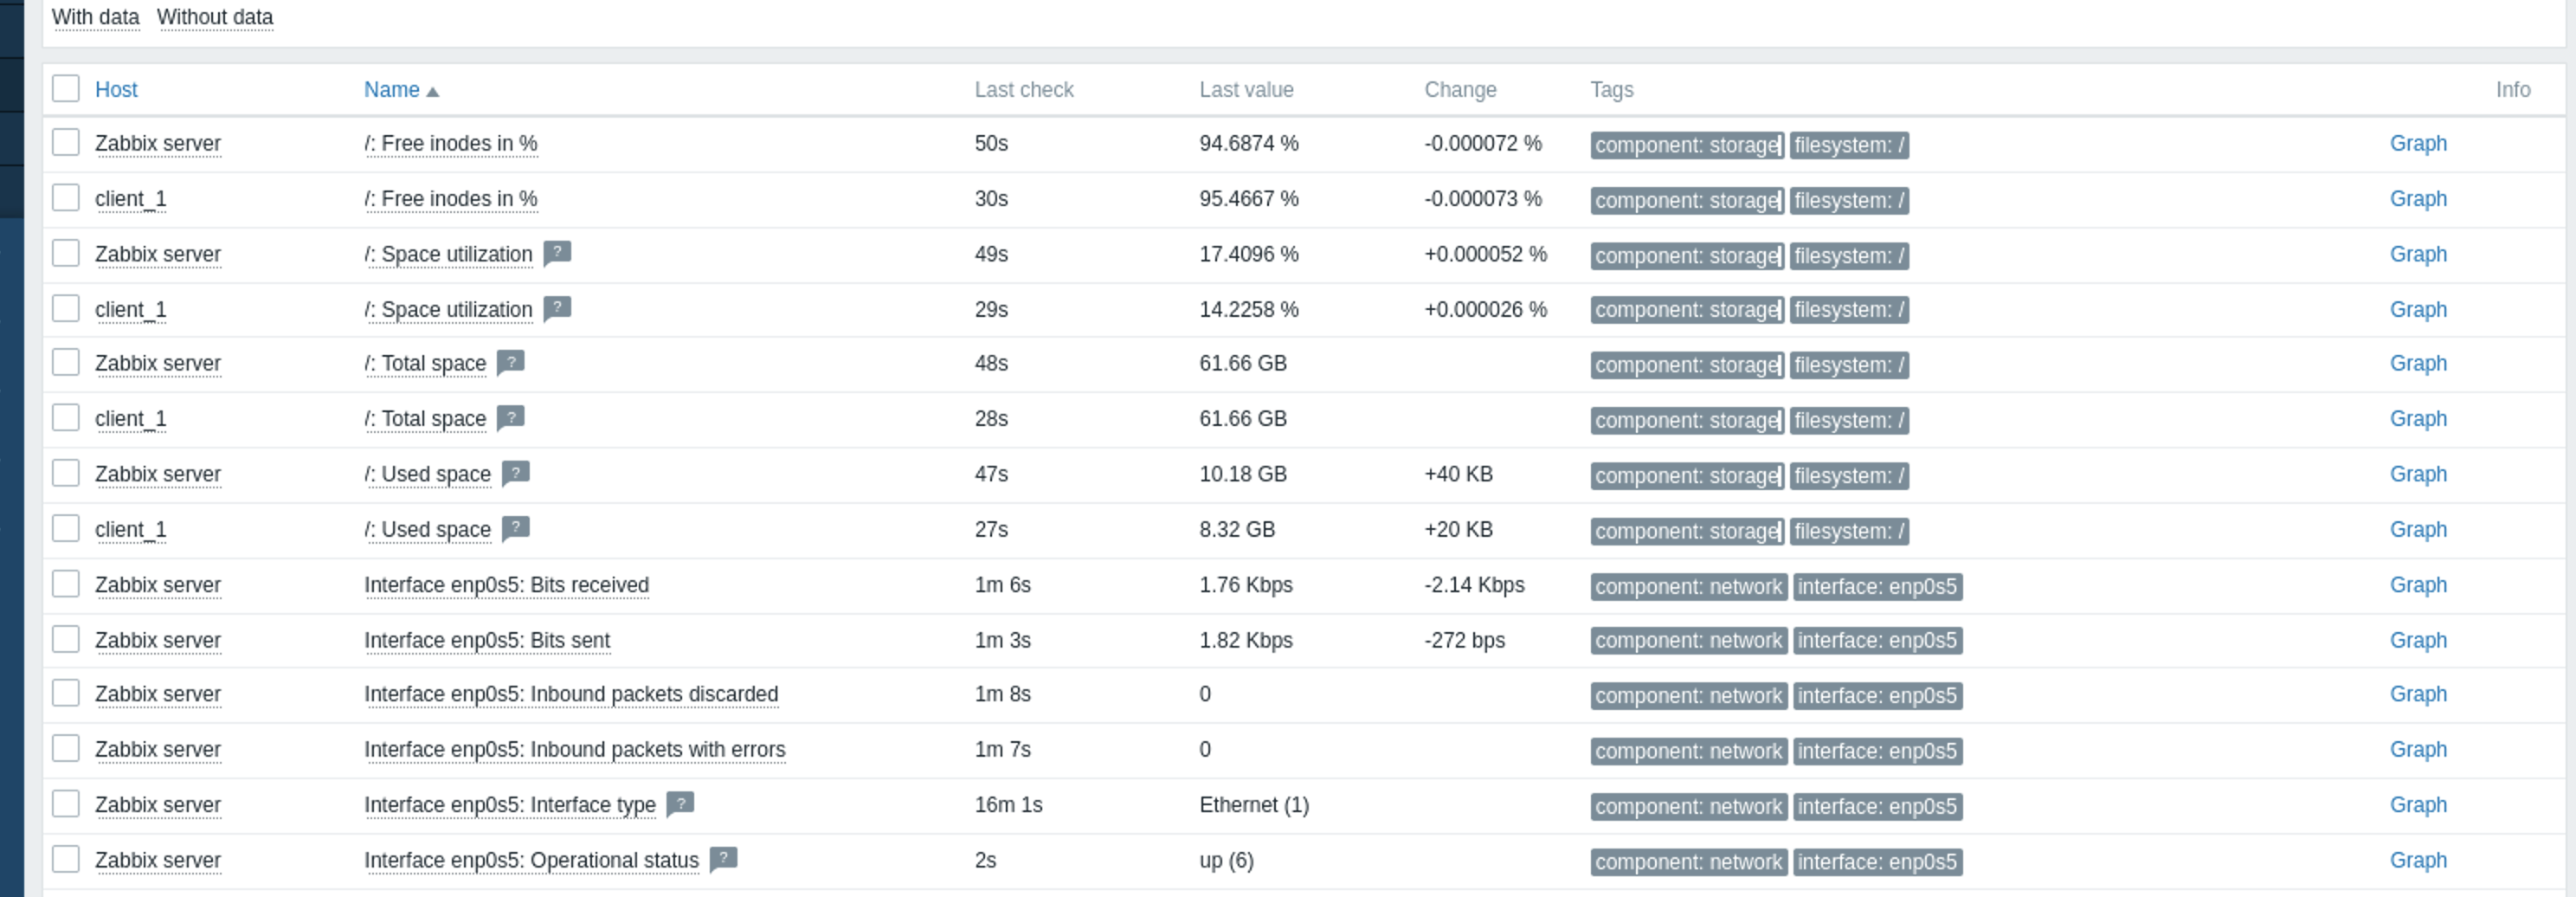 With data Without data
Host Name Last check Last value Change Tags Info
Zabbix server /: Free inodes in % 50s 94.6874 % -0.000072 % component: storage filesystem: / Graph
client_1 /: Free inodes in % 30s 95.4667 % -0.000073 % component: storage filesystem: / Graph
Zabbix server /: Space utilization ? 49s 17.4096 % +0.000052 % component: storage filesystem: / Graph
client_1 /: Space utilization ? 29s 14.2258 % +0.000026 % component: storage filesystem: / Graph
Zabbix server /: Total space ? 48s 61.66 GB component: storage filesystem: / Graph
client_1 /: Total space ? 28s 61.66 GB component: storage filesystem: / Graph
Zabbix server /: Used space ? 47s 10.18 GB +40 KB component: storage filesystem: / Graph
client_1 /: Used space ? 27s 8.32 GB +20 KB component: storage filesystem: / Graph
Zabbix server Interface enp0s5: Bits received 1m 6s 1.76 Kbps -2.14 Kbps component: network interface: enp0s5 Graph
Zabbix server Interface enp0s5: Bits sent 1m 3s 1.82 Kbps -272 bps component: network interface: enp0s5 Graph
Zabbix server Interface enp0s5: Inbound packets discarded 1m 8s 0 component: network interface: enp0s5 Graph
Zabbix server Interface enp0s5: Inbound packets with errors 1m 7s 0 component: network interface: enp0s5 Graph
Zabbix server Interface enp0s5: Interface type ? 16m 1s Ethernet (1) component: network interface: enp0s5 Graph
Zabbix server Interface enp0s5: Operational status ? 2s up (6) component: network interface: enp0s5 Graph